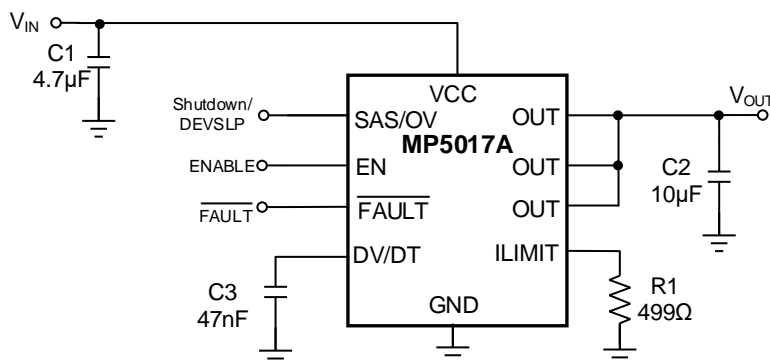 VIN
C1
4.7µF
VCC
Shutdown/
DEVSLP
SAS/OV
OUT
VOUT
MP5017A
ENABLE
EN
OUT
C2
10µF
FAULT
FAULT
OUT
DV/DT
ILIMIT
C3
47nF
GND
R1
499Ω